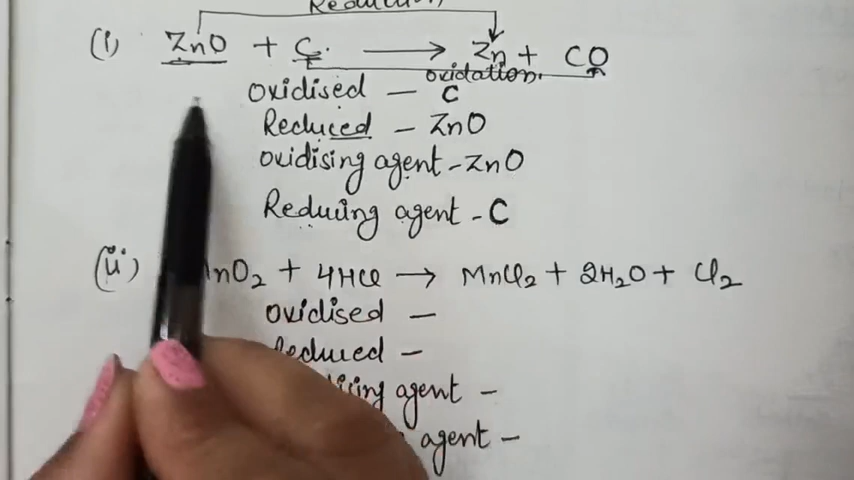 Reduction
(i) ZnO + C → Zn + CO
oxidation
oxidised – C
Reduced – ZnO
oxidising agent - ZnO
Reducing agent - C
(ii) nO2 + 4HCl → MnCl2 + 2H2O + Cl2
oxidised –
educed –
agent –
agent –